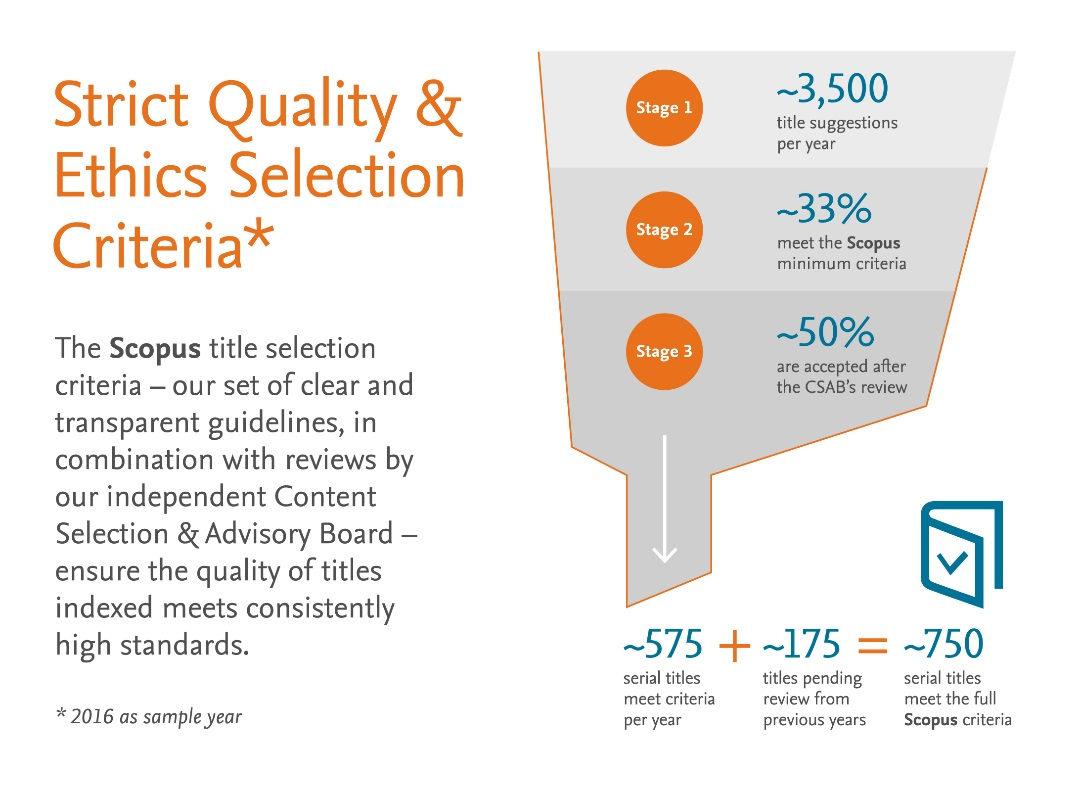 Strict Quality &
Ethics Selection
Criteria*
The Scopus title selection
criteria – our set of clear and
transparent guidelines, in
combination with reviews by
our independent Content
Selection & Advisory Board –
ensure the quality of titles
indexed meets consistently
high standards.
* 2016 as sample year
Stage 1
~3,500
title suggestions
per year
Stage 2
~33%
meet the Scopus
minimum criteria
Stage 3
~50%
are accepted after
the CSAB's review
~575 + ~175 = ~750
serial titles
meet criteria
per year
titles pending
review from
previous years
serial titles
meet the full
Scopus criteria